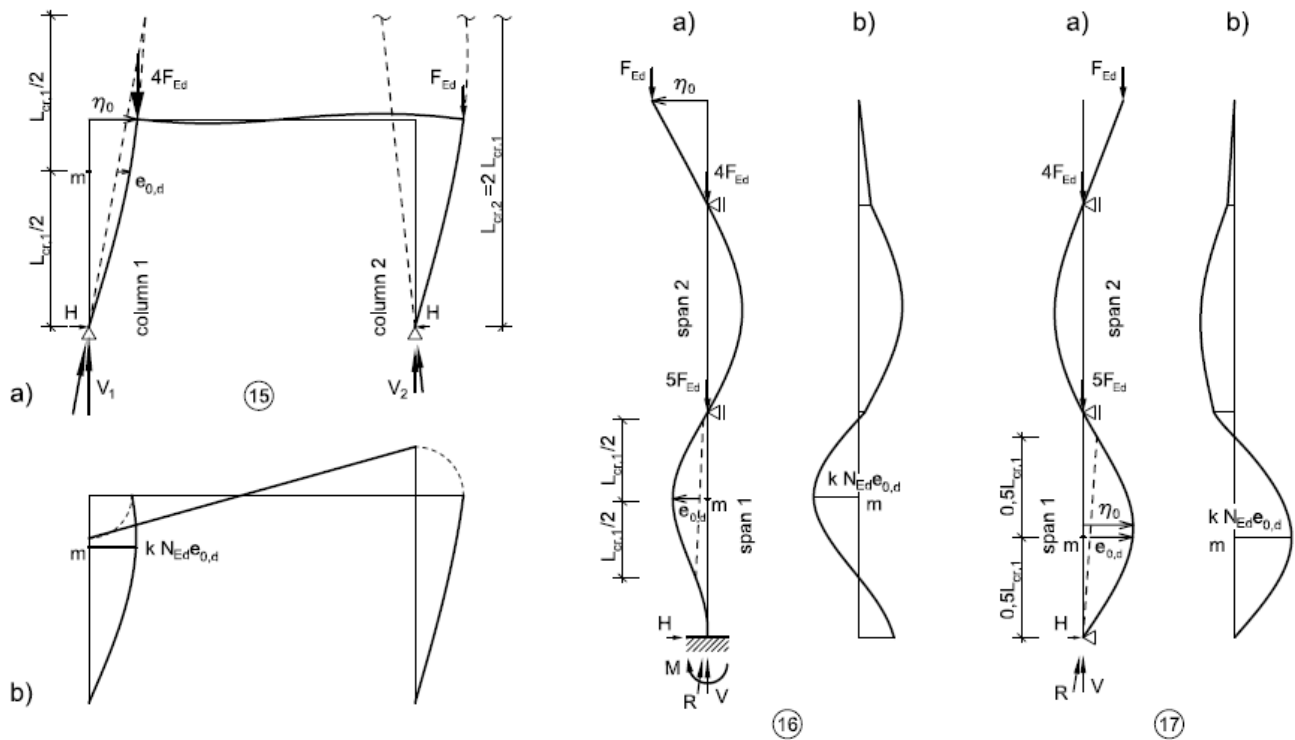 a) b) a) b)
L_cr,1/2
4F_Ed
F_Ed
η_0
m
e_0,d
L_cr,1/2
column 1
column 2
L_cr,2=2 L_cr,1
H
H
V_1
V_2
a)
15
m
k N_Ed e_0,d
b)
F_Ed
η_0
4F_Ed
span 2
5F_Ed
L_cr,1/2
L_cr,1/2
e_0,d
m
span 1
H
M
R
V
k N_Ed e_0,d
m
16
F_Ed
4F_Ed
span 2
5F_Ed
0,5L_cr,1
0,5L_cr,1
span 1
η_0
m
e_0,d
H
R
V
k N_Ed e_0,d
m
17